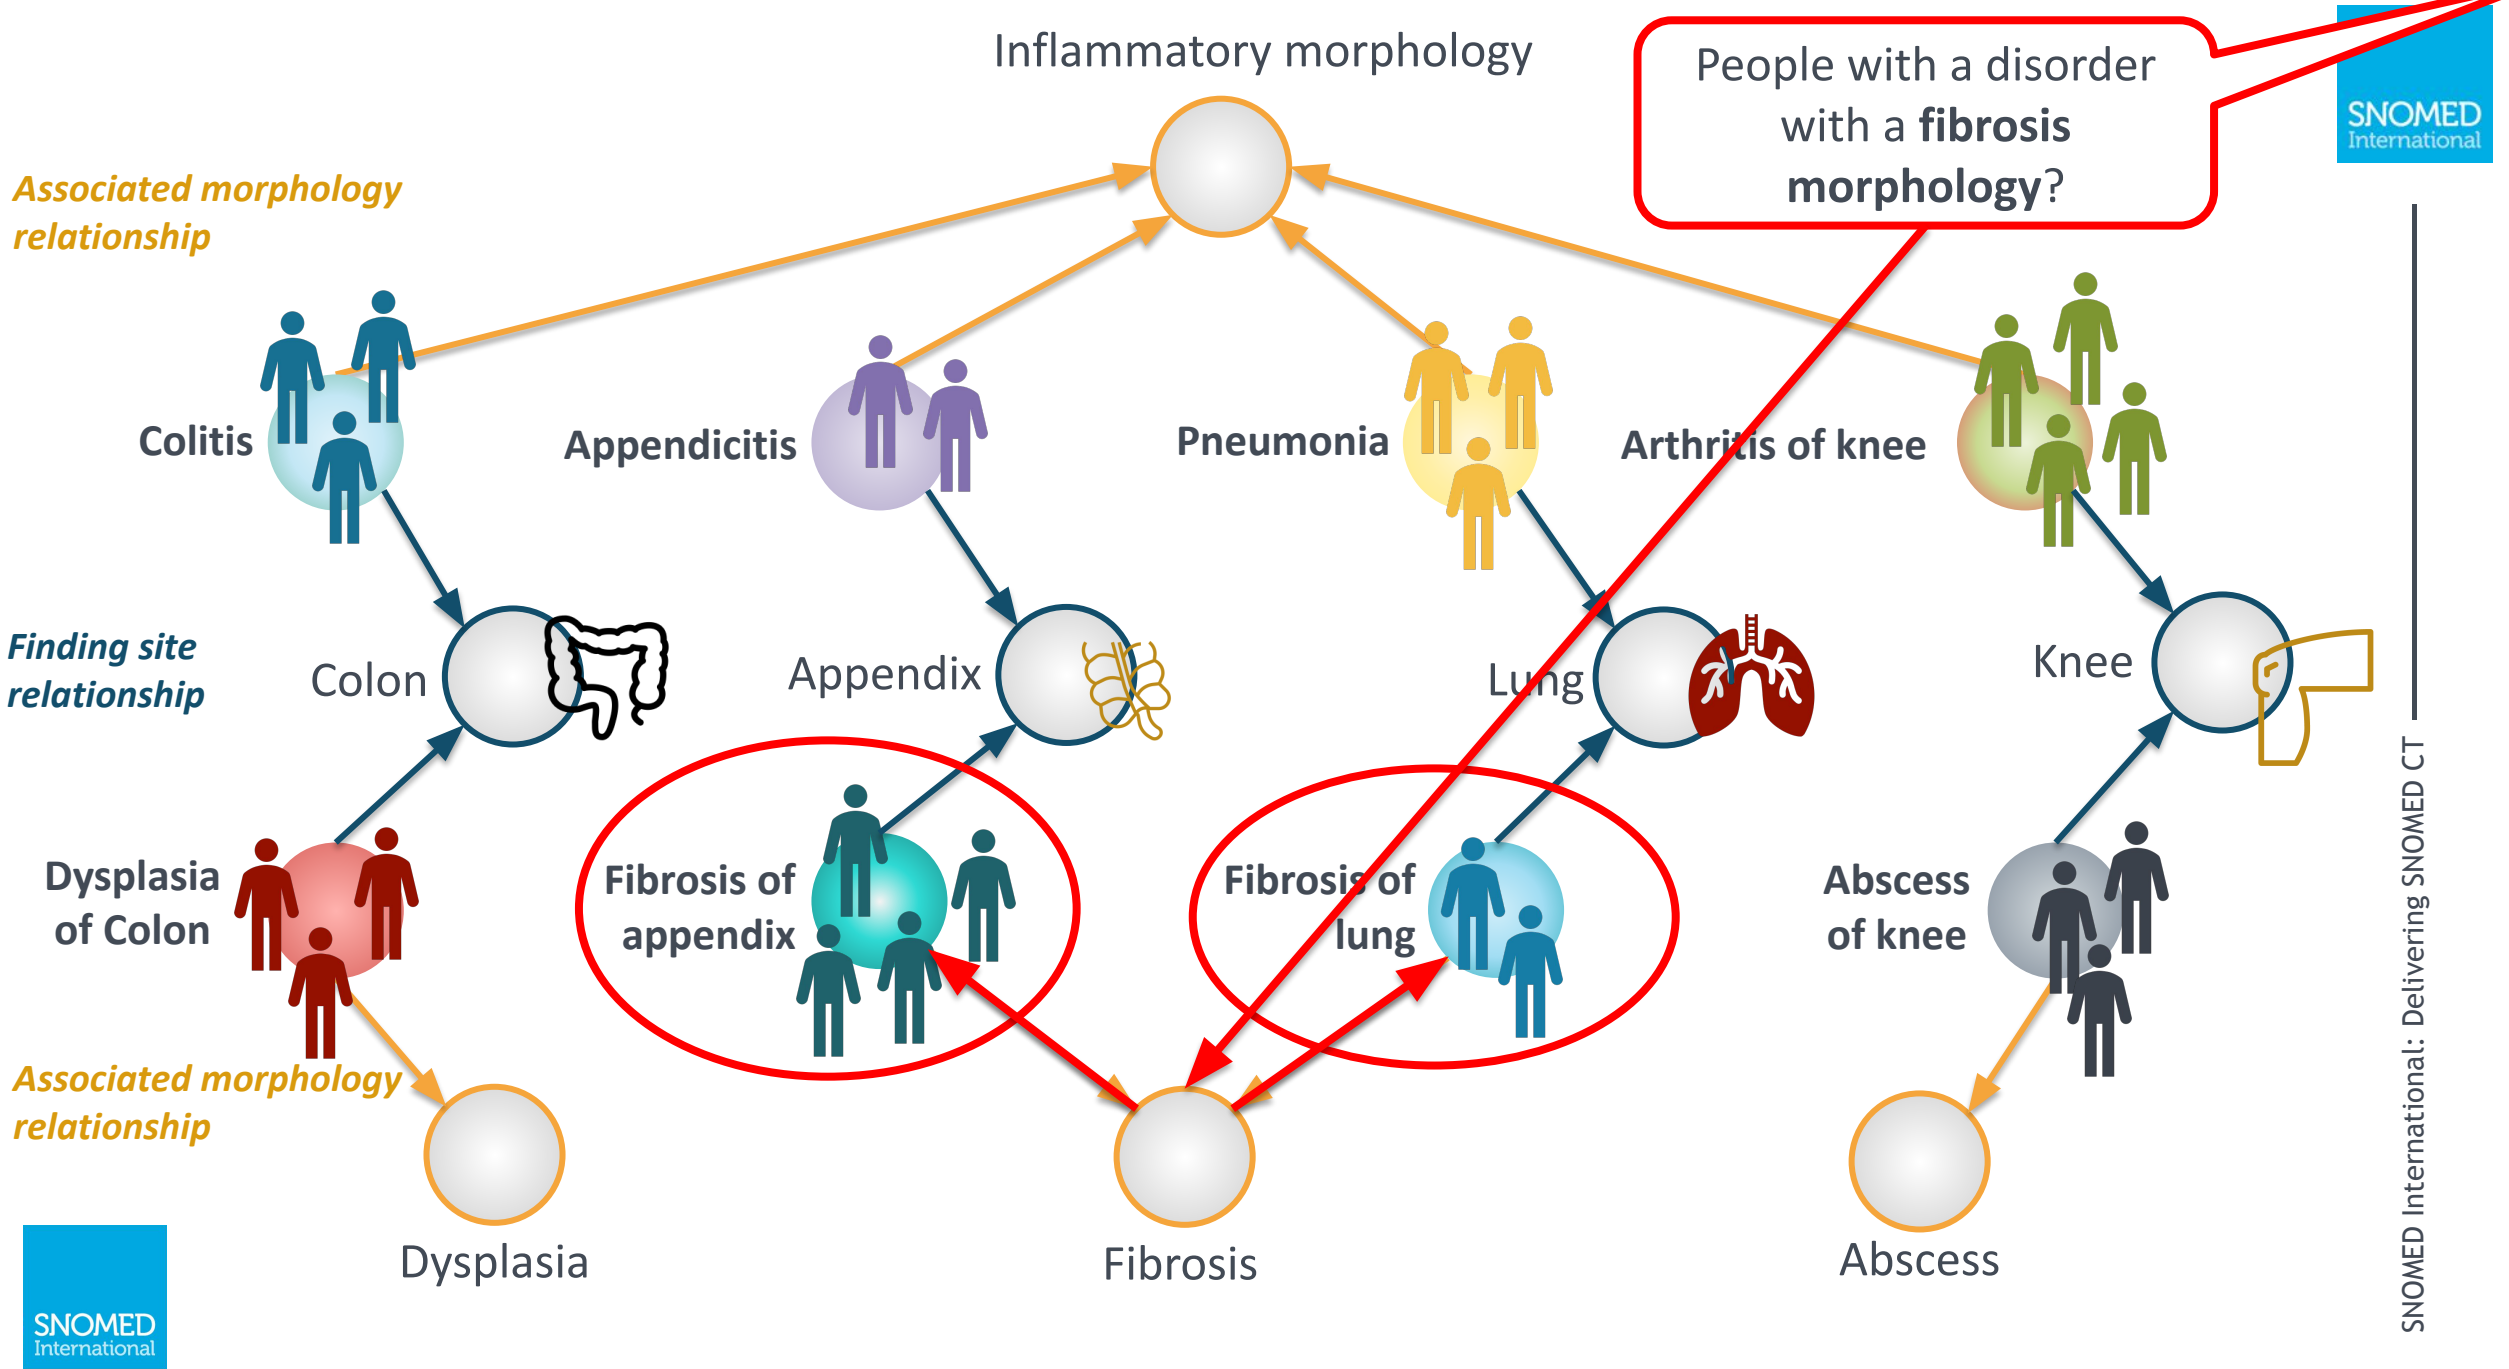 Inflammatory morphology
People with a disorder
with a fibrosis
morphology?
SNOMED
International
Associated morphology
relationship
Colitis
Appendicitis
Pneumonia
Arthritis of knee
Finding site
relationship
Colon
Appendix
Lung
Knee
Dysplasia
of Colon
Fibrosis of
appendix
Fibrosis of
lung
Abscess
of knee
Associated morphology
relationship
Dysplasia
Fibrosis
Abscess
SNOMED International: Delivering SNOMED CT
SNOMED
International